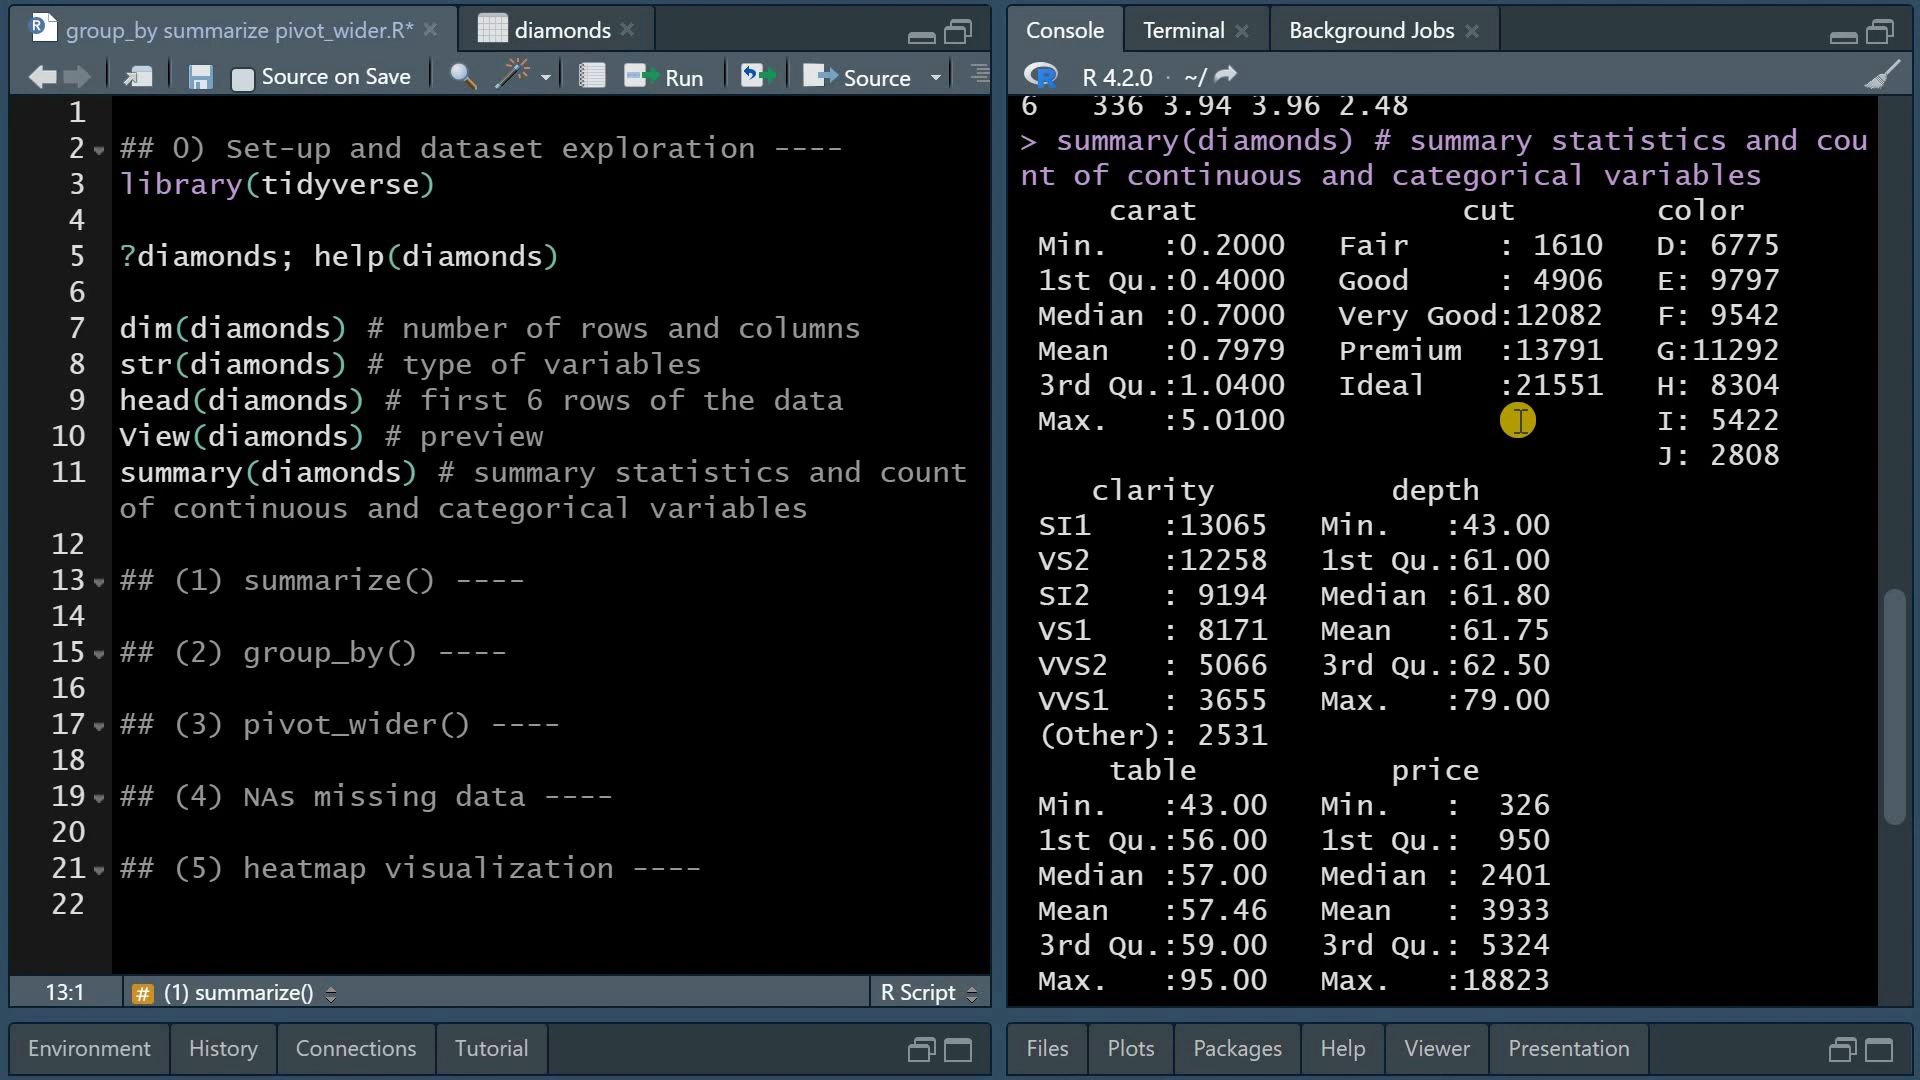 group_by summarize pivot_wider.R*
diamonds
Source on Save
Run
Source
1
2 ## 0) Set-up and dataset exploration ----
3 library(tidyverse)
4
5 ?diamonds; help(diamonds)
6
7 dim(diamonds) # number of rows and columns
8 str(diamonds) # type of variables
9 head(diamonds) # first 6 rows of the data
10 View(diamonds) # preview
11 summary(diamonds) # summary statistics and count
of continuous and categorical variables
12
13 ## (1) summarize() ----
14
15 ## (2) group_by() ----
16
17 ## (3) pivot_wider() ----
18
19 ## (4) NAs missing data ----
20
21 ## (5) heatmap visualization ----
22
13:1 # (1) summarize() R Script
Environment History Connections Tutorial
Console Terminal Background Jobs
R 4.2.0 · ~/
6 336 3.94 3.96 2.48
> summary(diamonds) # summary statistics and cou
nt of continuous and categorical variables
carat cut color
Min. :0.2000 Fair : 1610 D: 6775
1st Qu.:0.4000 Good : 4906 E: 9797
Median :0.7000 Very Good:12082 F: 9542
Mean :0.7979 Premium :13791 G:11292
3rd Qu.:1.0400 Ideal :21551 H: 8304
Max. :5.0100 I: 5422
J: 2808
clarity depth
SI1 :13065 Min. :43.00
VS2 :12258 1st Qu.:61.00
SI2 : 9194 Median :61.80
VS1 : 8171 Mean :61.75
VVS2 : 5066 3rd Qu.:62.50
VVS1 : 3655 Max. :79.00
(Other): 2531
table price
Min. :43.00 Min. : 326
1st Qu.:56.00 1st Qu.: 950
Median :57.00 Median : 2401
Mean :57.46 Mean : 3933
3rd Qu.:59.00 3rd Qu.: 5324
Max. :95.00 Max. :18823
Files Plots Packages Help Viewer Presentation